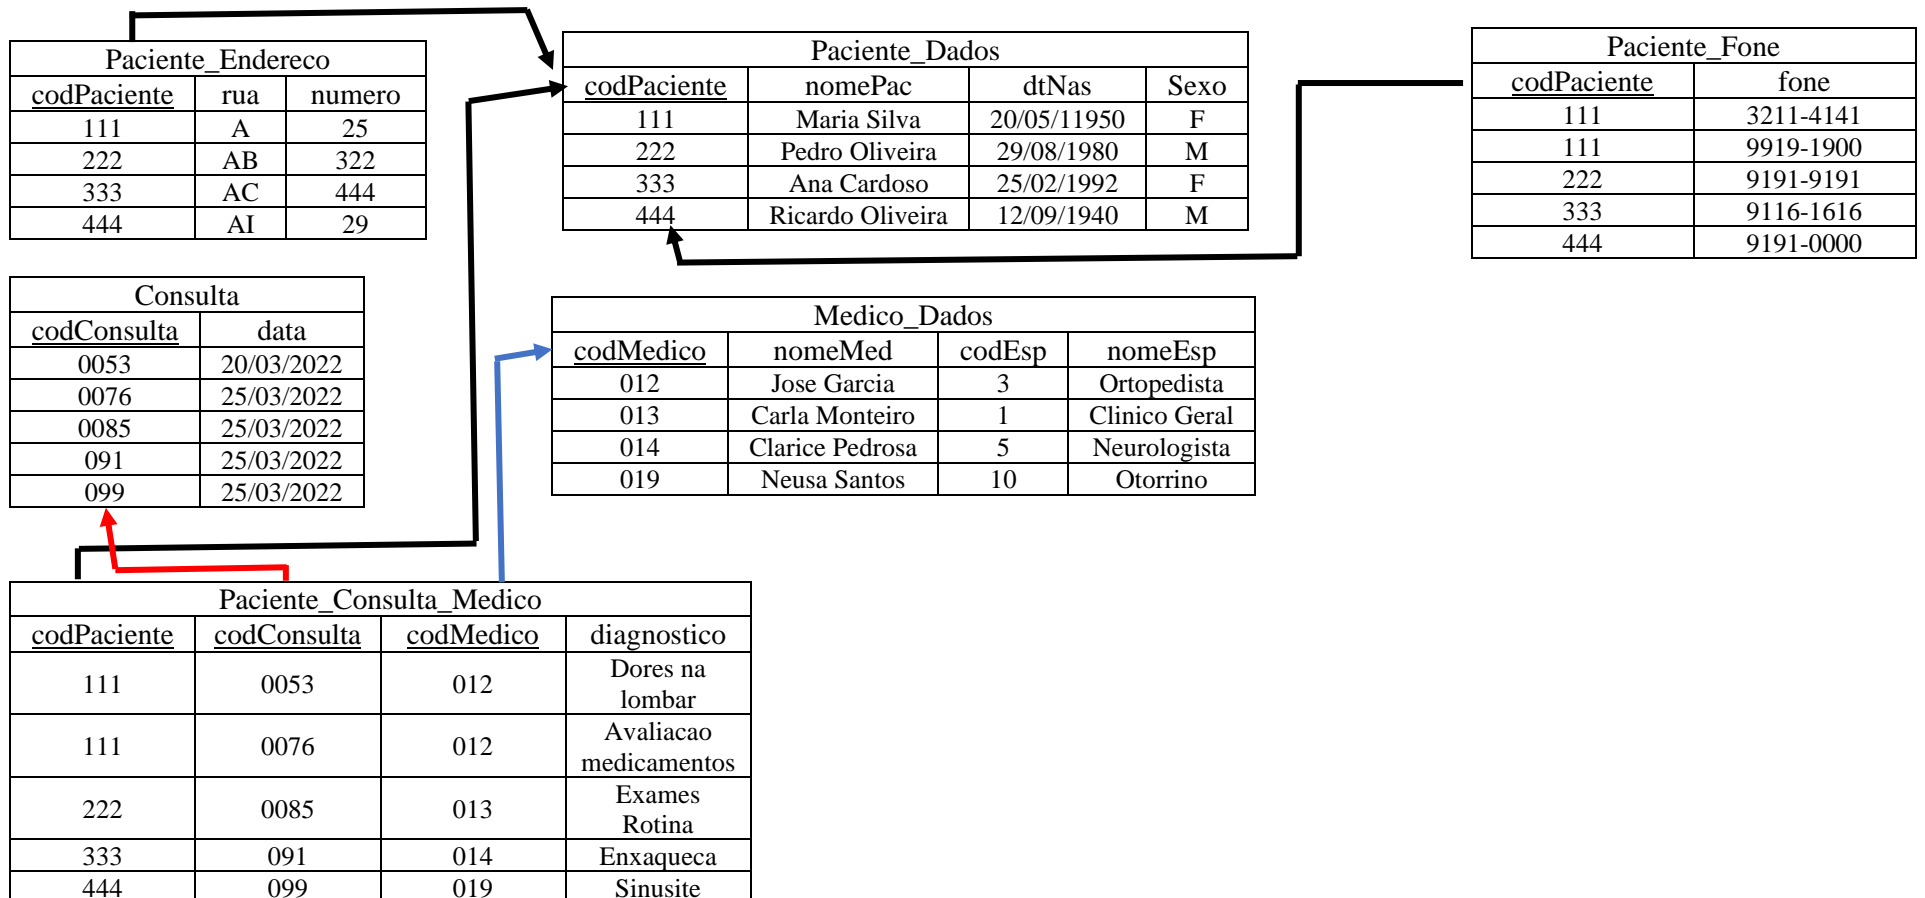 Paciente_Endereco
codPaciente rua numero
111 A 25
222 AB 322
333 AC 444
444 AI 29
Paciente_Dados
codPaciente nomePac dtNas Sexo
111 Maria Silva 20/05/11950 F
222 Pedro Oliveira 29/08/1980 M
333 Ana Cardoso 25/02/1992 F
444 Ricardo Oliveira 12/09/1940 M
Paciente_Fone
codPaciente fone
111 3211-4141
111 9919-1900
222 9191-9191
333 9116-1616
444 9191-0000
Consulta
codConsulta data
0053 20/03/2022
0076 25/03/2022
0085 25/03/2022
091 25/03/2022
099 25/03/2022
Medico_Dados
codMedico nomeMed codEsp nomeEsp
012 Jose Garcia 3 Ortopedista
013 Carla Monteiro 1 Clinico Geral
014 Clarice Pedrosa 5 Neurologista
019 Neusa Santos 10 Otorrino
Paciente_Consulta_Medico
codPaciente codConsulta codMedico diagnostico
111 0053 012 Dores na
lombar
111 0076 012 Avaliacao
medicamentos
222 0085 013 Exames
Rotina
333 091 014 Enxaqueca
444 099 019 Sinusite